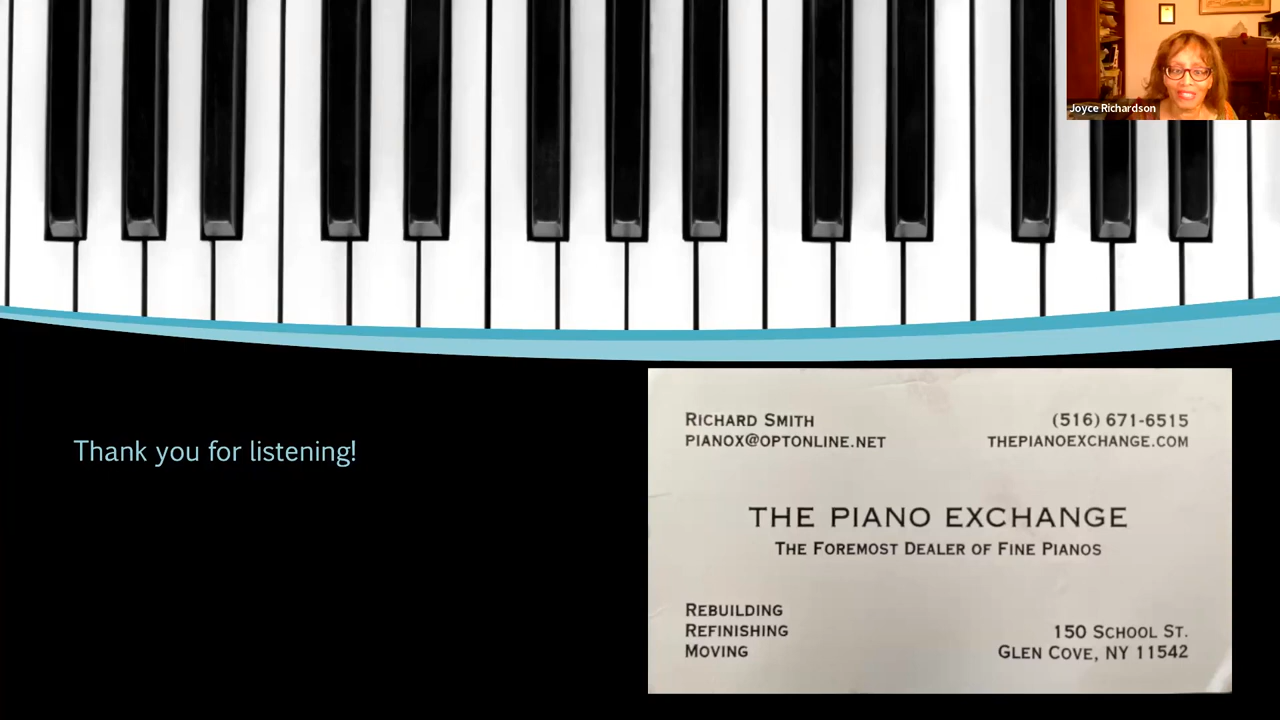 Joyce Richardson
Thank you for listening!
RICHARD SMITH
PIANOX@OPTONLINE.NET
(516) 671-6515
THEPIANOEXCHANGE.COM
THE PIANO EXCHANGE
THE FOREMOST DEALER OF FINE PIANOS
REBUILDING
REFINISHING
MOVING
150 SCHOOL ST.
GLEN COVE, NY 11542